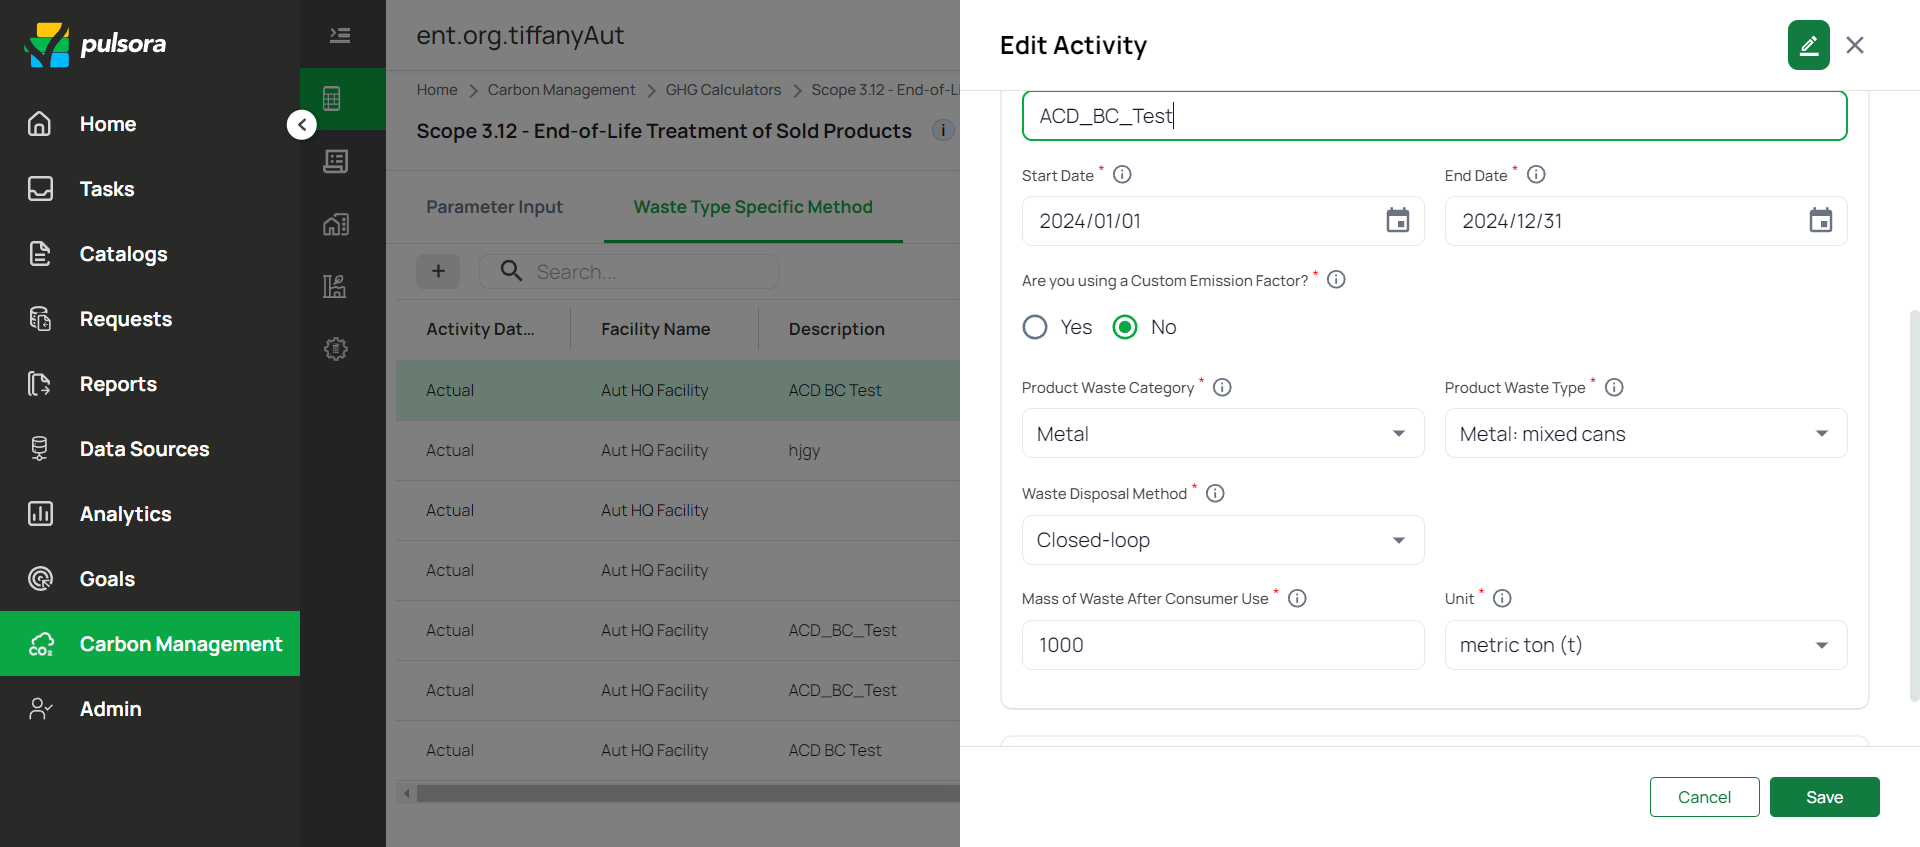 pulsora
Home
Tasks
Catalogs
Requests
Reports
Data Sources
Analytics
Goals
CO₂ Carbon Management
Admin
ent.org.tiffanyAut
Home > Carbon Management > GHG Calculators > Scope 3.12 - End-of-L
Scope 3.12 - End-of-Life Treatment of Sold Products
Parameter Input Waste Type Specific Method
+ Search...
Activity Dat... Facility Name Description
Actual Aut HQ Facility ACD BC Test
Actual Aut HQ Facility hjgy
Actual Aut HQ Facility
Actual Aut HQ Facility
Actual Aut HQ Facility ACD_BC_Test
Actual Aut HQ Facility ACD_BC_Test
Actual Aut HQ Facility ACD BC Test
Edit Activity
ACD_BC_Test
Start Date * End Date *
2024/01/01 2024/12/31
Are you using a Custom Emission Factor? *
Yes No
Product Waste Category * Product Waste Type *
Metal Metal: mixed cans
Waste Disposal Method *
Closed-loop
Mass of Waste After Consumer Use * Unit *
1000 metric ton (t)
Cancel Save